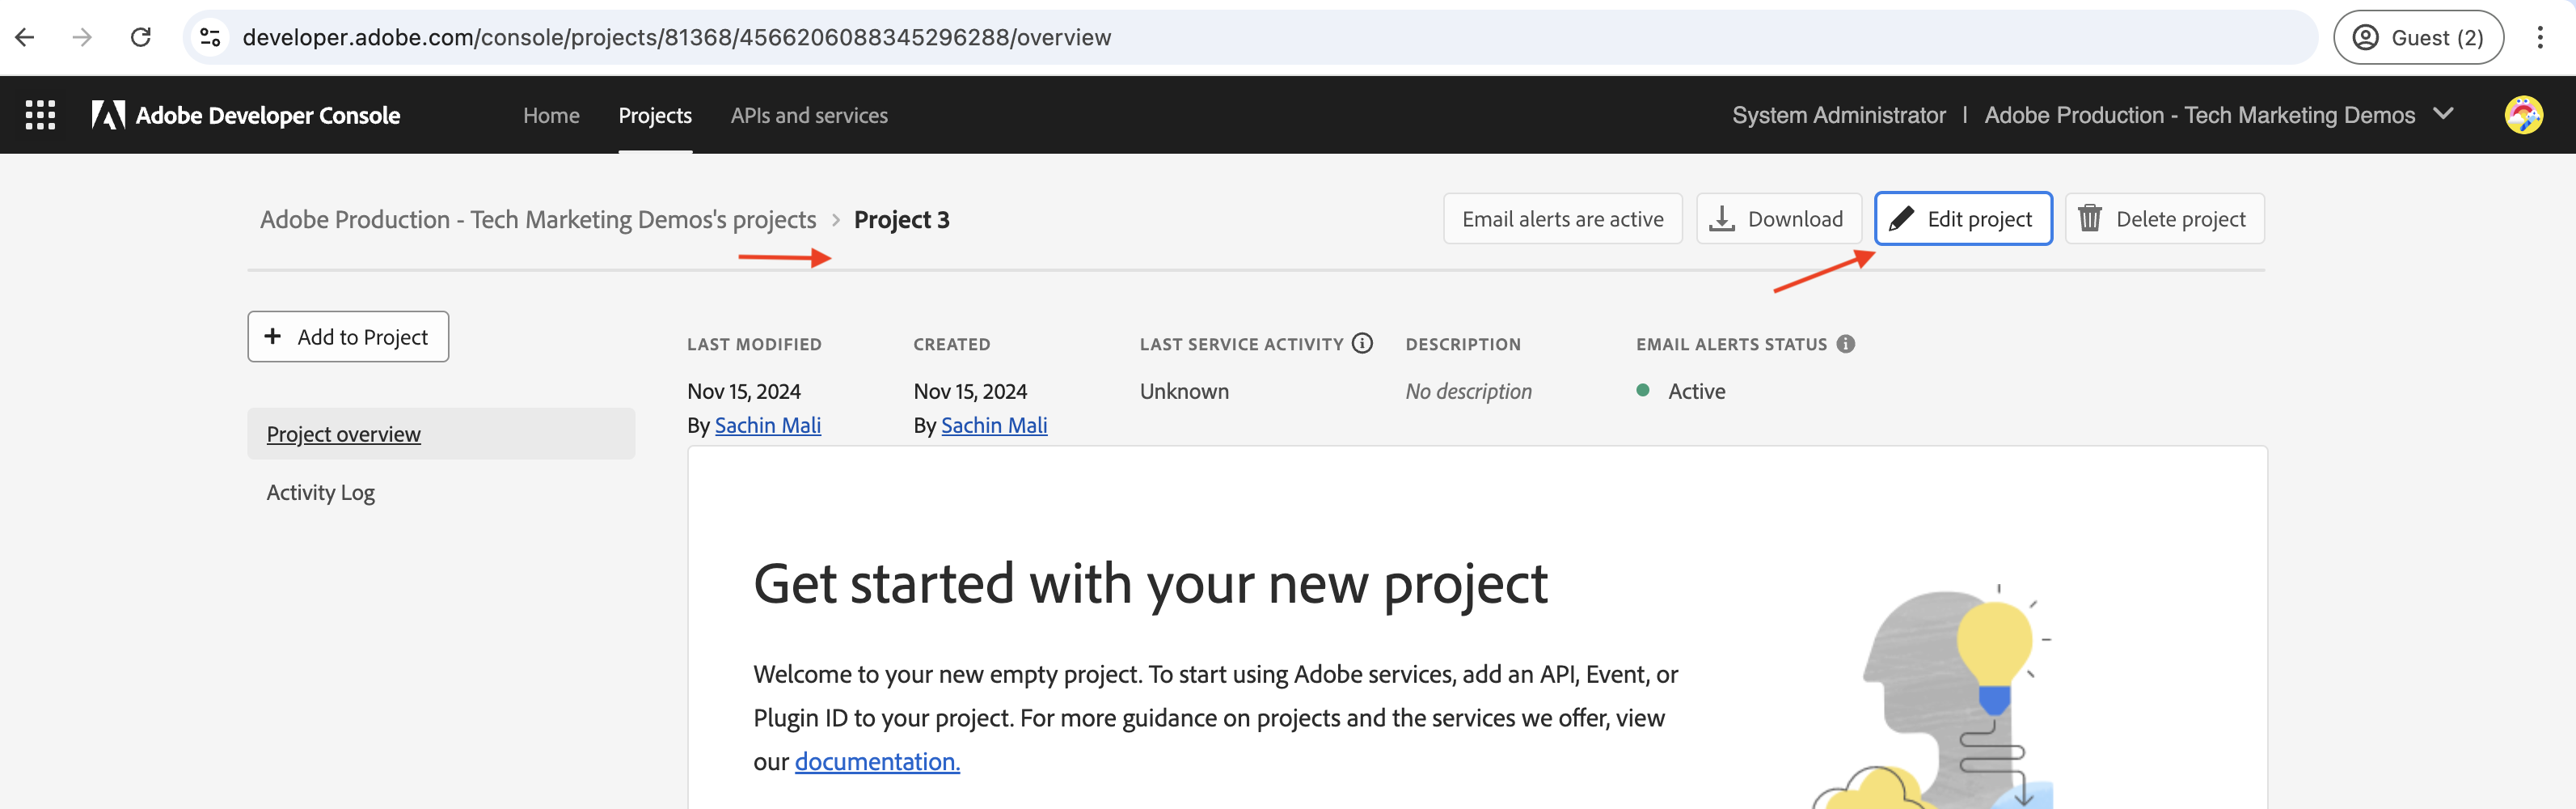 developer.adobe.com/console/projects/81368/4566206088345296288/overview
Guest (2)
Adobe Developer Console
Home
Projects
APIs and services
System Administrator | Adobe Production - Tech Marketing Demos
Adobe Production - Tech Marketing Demos's projects > Project 3
Email alerts are active
Download
Edit project
Delete project
+ Add to Project
Project overview
Activity Log
LAST MODIFIED
Nov 15, 2024
By Sachin Mali
CREATED
Nov 15, 2024
By Sachin Mali
LAST SERVICE ACTIVITY
Unknown
DESCRIPTION
No description
EMAIL ALERTS STATUS
Active
Get started with your new project
Welcome to your new empty project. To start using Adobe services, add an API, Event, or
Plugin ID to your project. For more guidance on projects and the services we offer, view
our documentation.